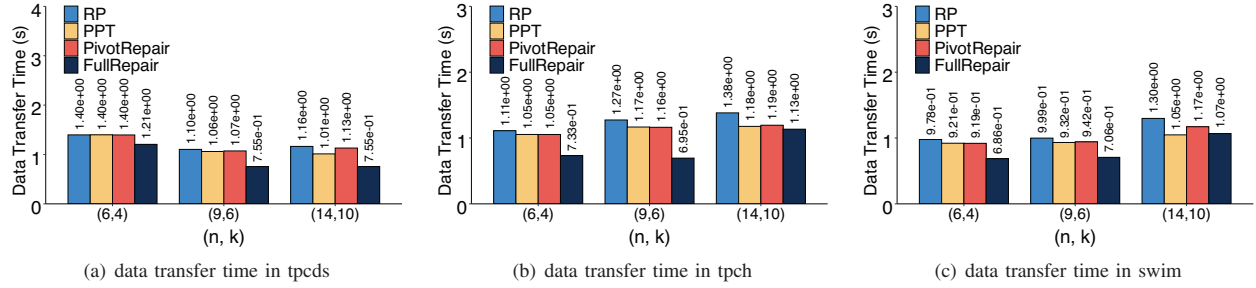 Data Transfer Time (s)
4
3
2
1
0
RP
PPT
PivotRepair
FullRepair
1.40e+00
1.40e+00
1.40e+00
1.21e+00
1.10e+00
1.06e+00
1.07e+00
7.55e-01
1.16e+00
1.01e+00
1.13e+00
7.55e-01
(6,4)
(9,6)
(14,10)
(n, k)
(a) data transfer time in tpcds
Data Transfer Time (s)
3
2
1
0
RP
PPT
PivotRepair
FullRepair
1.11e+00
1.05e+00
1.05e+00
7.33e-01
1.27e+00
1.17e+00
1.16e+00
6.95e-01
1.38e+00
1.18e+00
1.19e+00
1.13e+00
(6,4)
(9,6)
(14,10)
(n, k)
(b) data transfer time in tpch
Data Transfer Time (s)
3
2
1
0
RP
PPT
PivotRepair
FullRepair
9.78e-01
9.21e-01
9.19e-01
6.86e-01
9.99e-01
9.32e-01
9.42e-01
7.06e-01
1.30e+00
1.05e+00
1.17e+00
1.07e+00
(6,4)
(9,6)
(14,10)
(n, k)
(c) data transfer time in swim